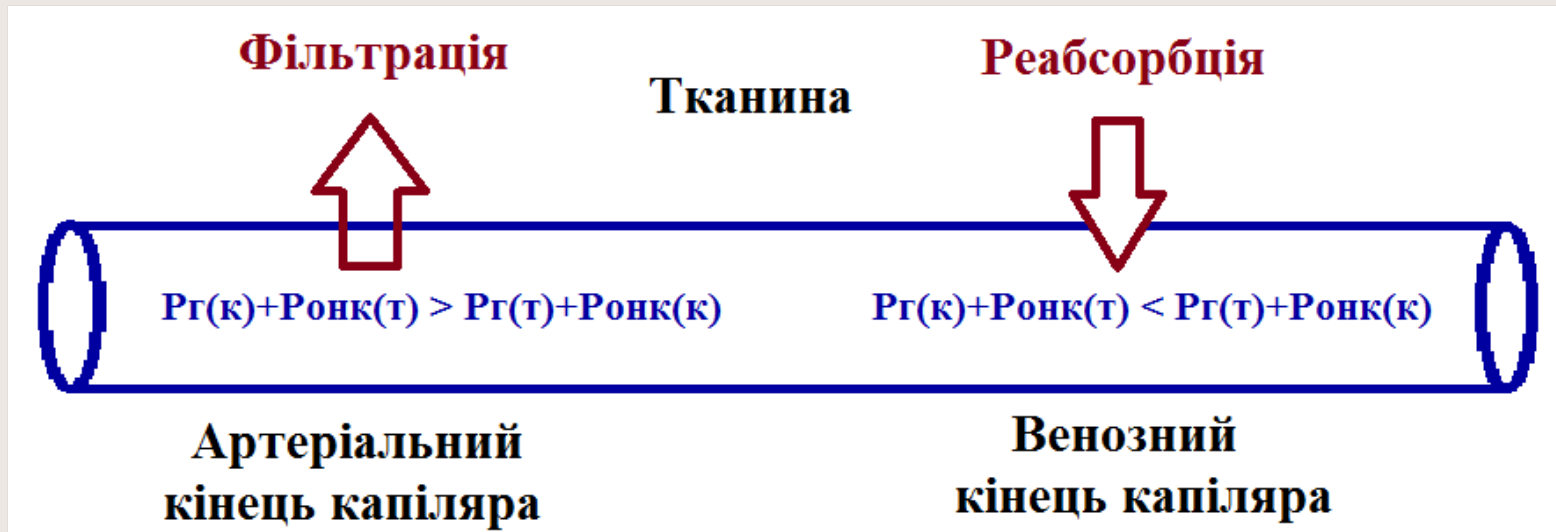 Фільтрація
Реабсорбція
Тканина
Рг(к)+Ронк(т) > Рг(т)+Ронк(к)
Рг(к)+Ронк(т) < Рг(т)+Ронк(к)
Артеріальний
кінець капіляра
Венозний
кінець капіляра